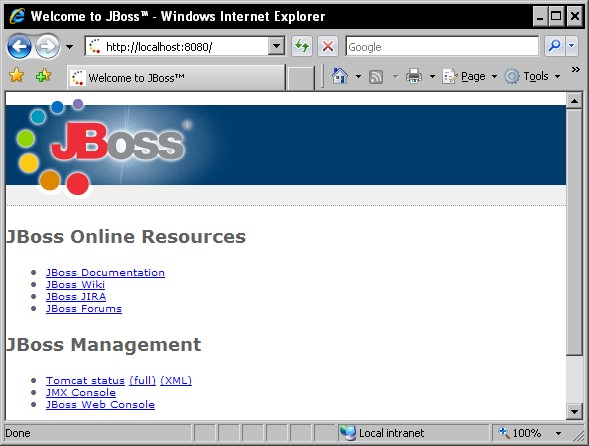 Welcome to JBoss™ - Windows Internet Explorer
http://localhost:8080/
Google
Welcome to JBoss™
Page
Tools
JBoss
JBoss Online Resources
JBoss Documentation
JBoss Wiki
JBoss JIRA
JBoss Forums
JBoss Management
Tomcat status (full) (XML)
JMX Console
JBoss Web Console
Done
Local intranet
100%